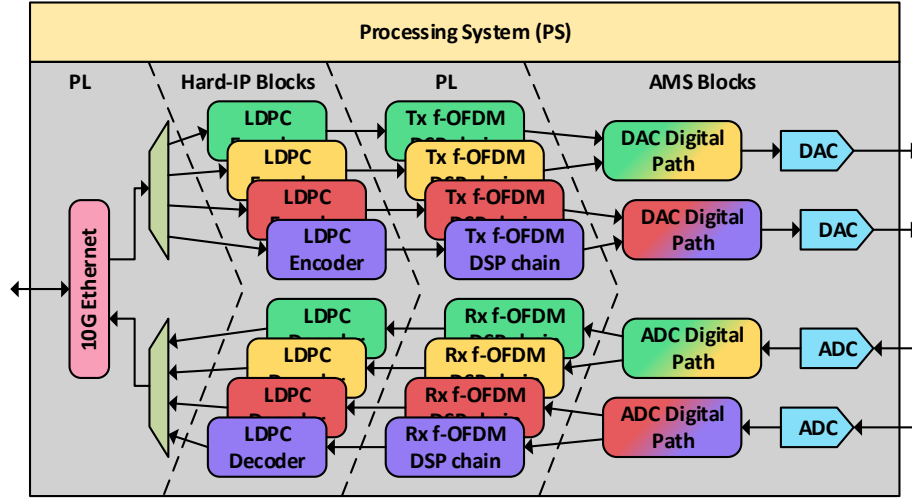 Processing System (PS)
PL
Hard-IP Blocks
PL
AMS Blocks
LDPC
Tx f-OFDM
LDPC
Tx f-OFDM
LDPC
Tx f-OFDM
LDPC
Encoder
Tx f-OFDM
DSP chain
DAC Digital
Path
DAC
DAC Digital
Path
DAC
10G Ethernet
LDPC
Rx f-OFDM
LDPC
Rx f-OFDM
LDPC
Rx f-OFDM
LDPC
Decoder
Rx f-OFDM
DSP chain
ADC Digital
Path
ADC
ADC Digital
Path
ADC